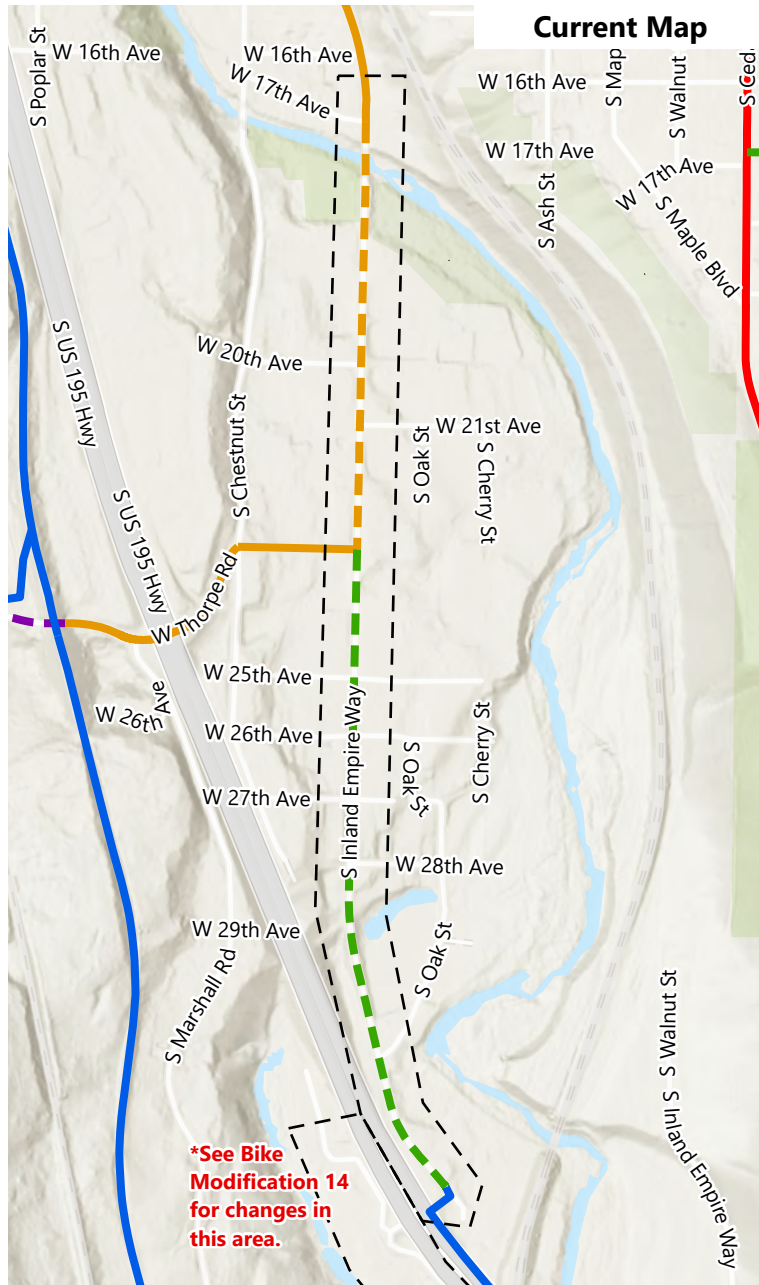 Current Map
S Poplar St
W 16th Ave
W 16th Ave
W 17th Ave
W 16th Ave
S Map
S Walnut
S Ced
W 17th Ave
W 17th Ave
S Ash St
S Maple Blvd
S US 195 Hwy
W 20th Ave
S Chestnut St
W 21st Ave
S Oak St
S Cherry St
S US 195 Hwy
W Thorpe Rd
W 25th Ave
W 26th Ave
W 26th Ave
S Inland Empire Way
S Oak St
S Cherry St
W 27th Ave
W 28th Ave
W 29th Ave
S Oak St
S Marshall Rd
S Walnut St
S Inland Empire Way
S
*See Bike
Modification 14
for changes in
this area.